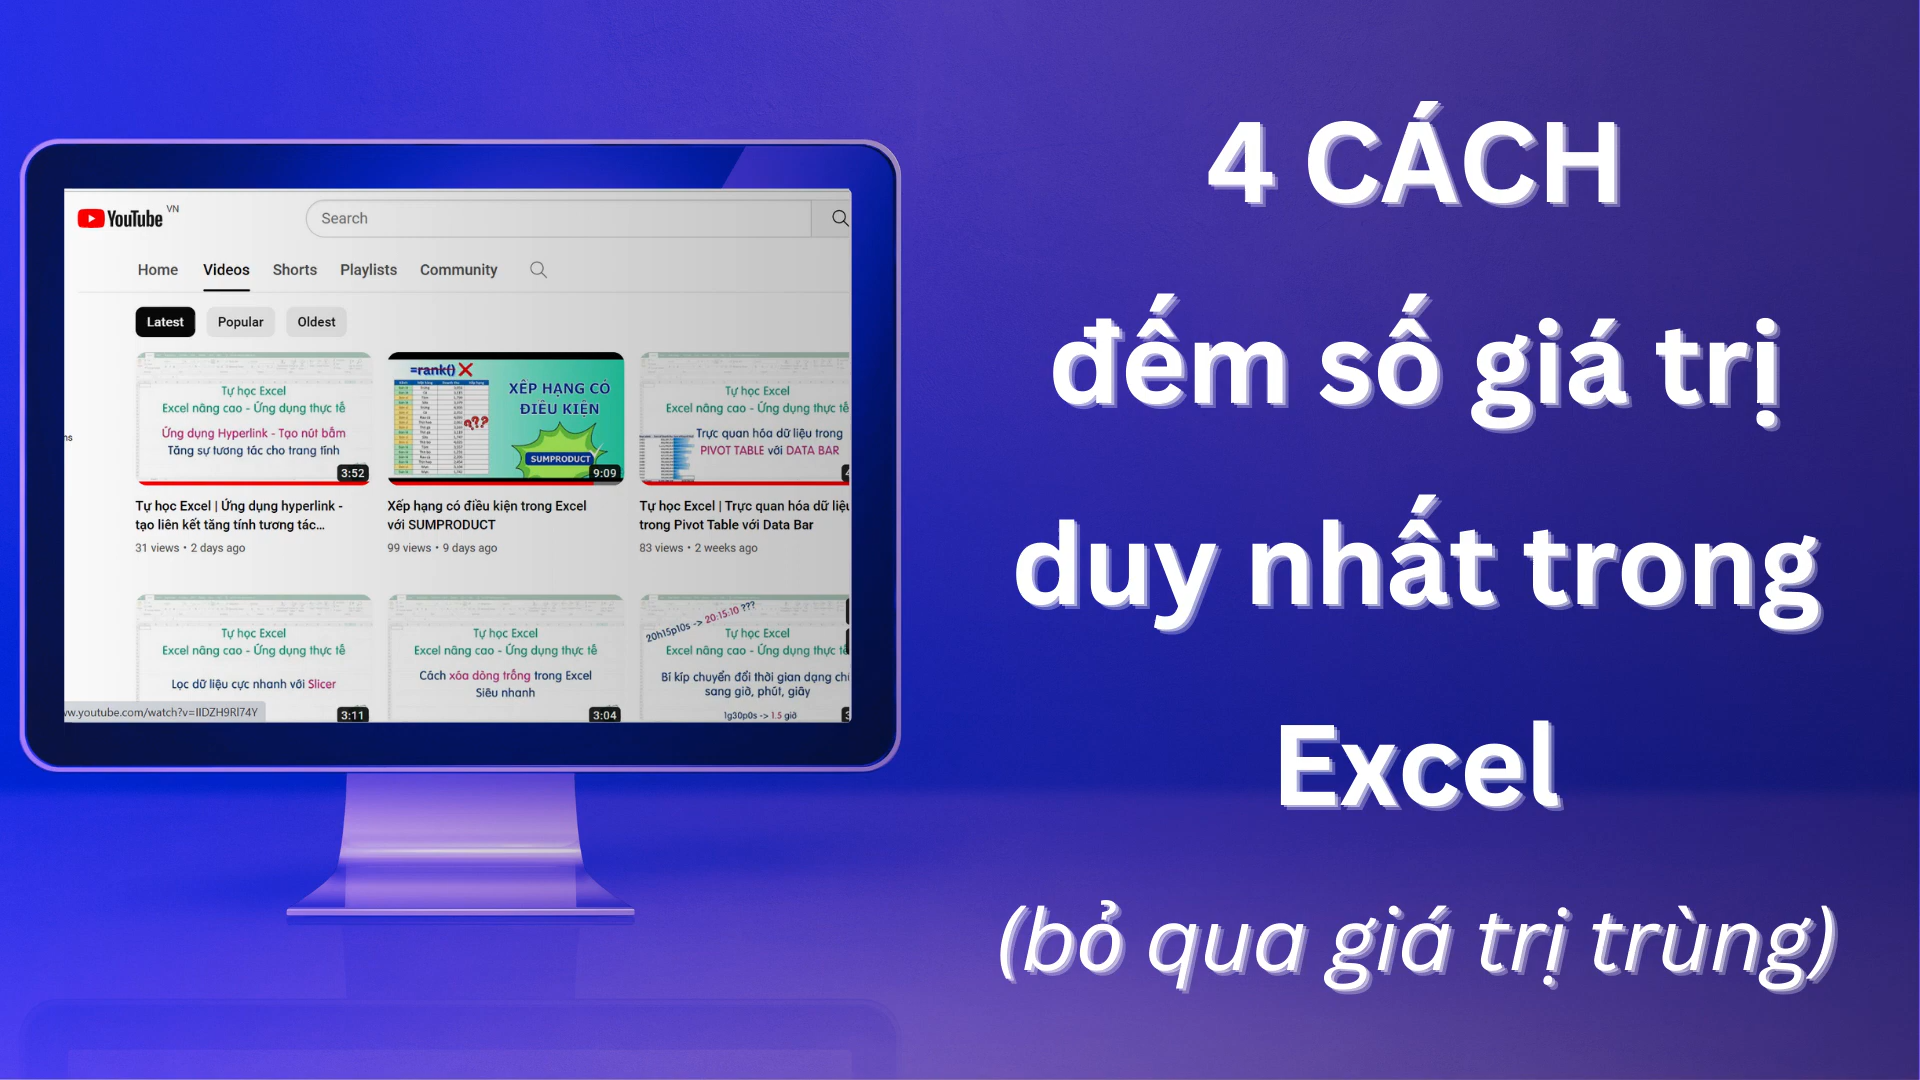 YouTube VN
Search
Home Videos Shorts Playlists Community
Latest Popular Oldest
Tự học Excel
Excel nâng cao - Ứng dụng thực tế
Ứng dụng Hyperlink - Tạo nút bấm
Tăng sự tương tác cho trang tính
3:52
=rank()
XẾP HẠNG CÓ
ĐIỀU KIỆN
???
SUMPRODUCT
9:09
Tự học Excel
Excel nâng cao - Ứng dụng thực tế
Trực quan hóa dữ liệu trong
PIVOT TABLE với DATA BAR
4
ns
Tự học Excel | Ứng dụng hyperlink -
tạo liên kết tăng tính tương tác...
31 views • 2 days ago
Xếp hạng có điều kiện trong Excel
với SUMPRODUCT
99 views • 9 days ago
Tự học Excel | Trực quan hóa dữ liệu
trong Pivot Table với Data Bar
83 views • 2 weeks ago
Tự học Excel
Excel nâng cao - Ứng dụng thực tế
Lọc dữ liệu cực nhanh với Slicer
3:11
Tự học Excel
Excel nâng cao - Ứng dụng thực tế
Cách xóa dòng trống trong Excel
Siêu nhanh
3:04
20h15p10s -> 20:15:10 ???
Tự học Excel
Excel nâng cao - Ứng dụng thực tế
Bí kíp chuyển đổi thời gian dạng chữ
sang giờ, phút, giây
1g30p0s -> 1.5 giờ
3
4 CÁCH
đếm số giá trị
duy nhất trong
Excel
(bỏ qua giá trị trùng)